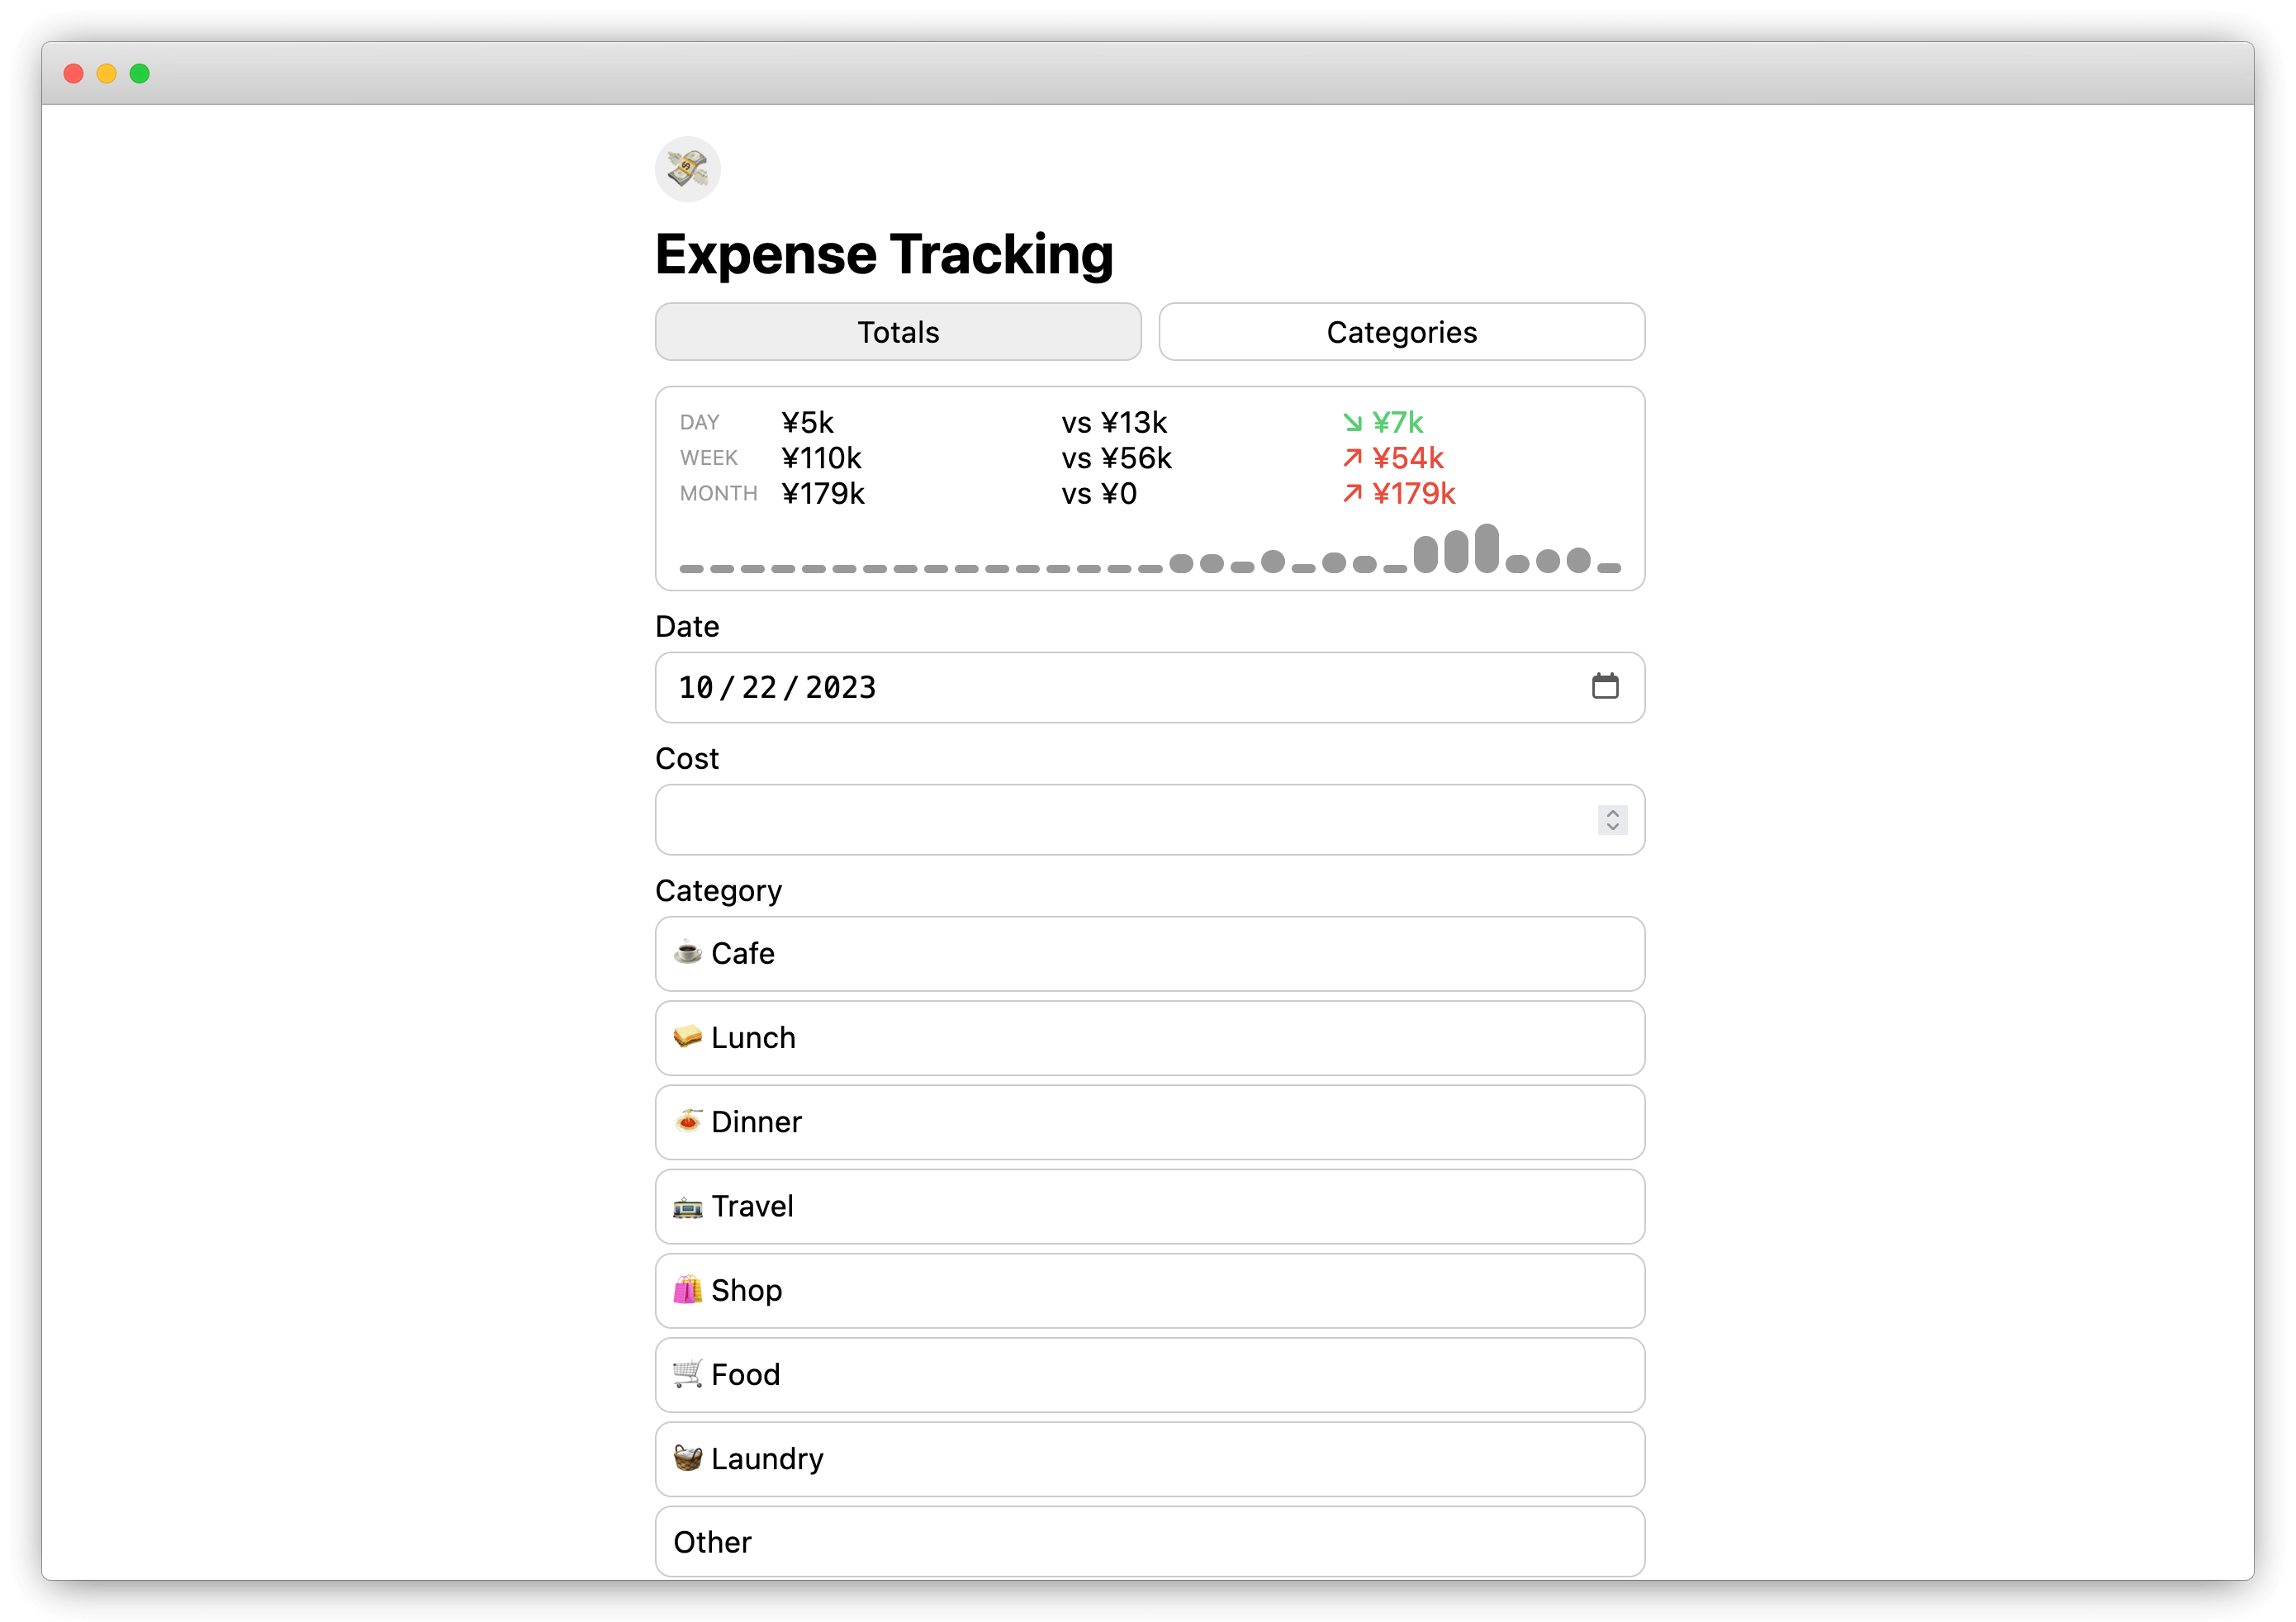 Expense Tracking
Totals Categories
DAY ¥5k vs ¥13k ↘ ¥7k
WEEK ¥110k vs ¥56k ↗ ¥54k
MONTH ¥179k vs ¥0 ↗ ¥179k
Date
10/22/2023
Cost
Category
Cafe
Lunch
Dinner
Travel
Shop
Food
Laundry
Other